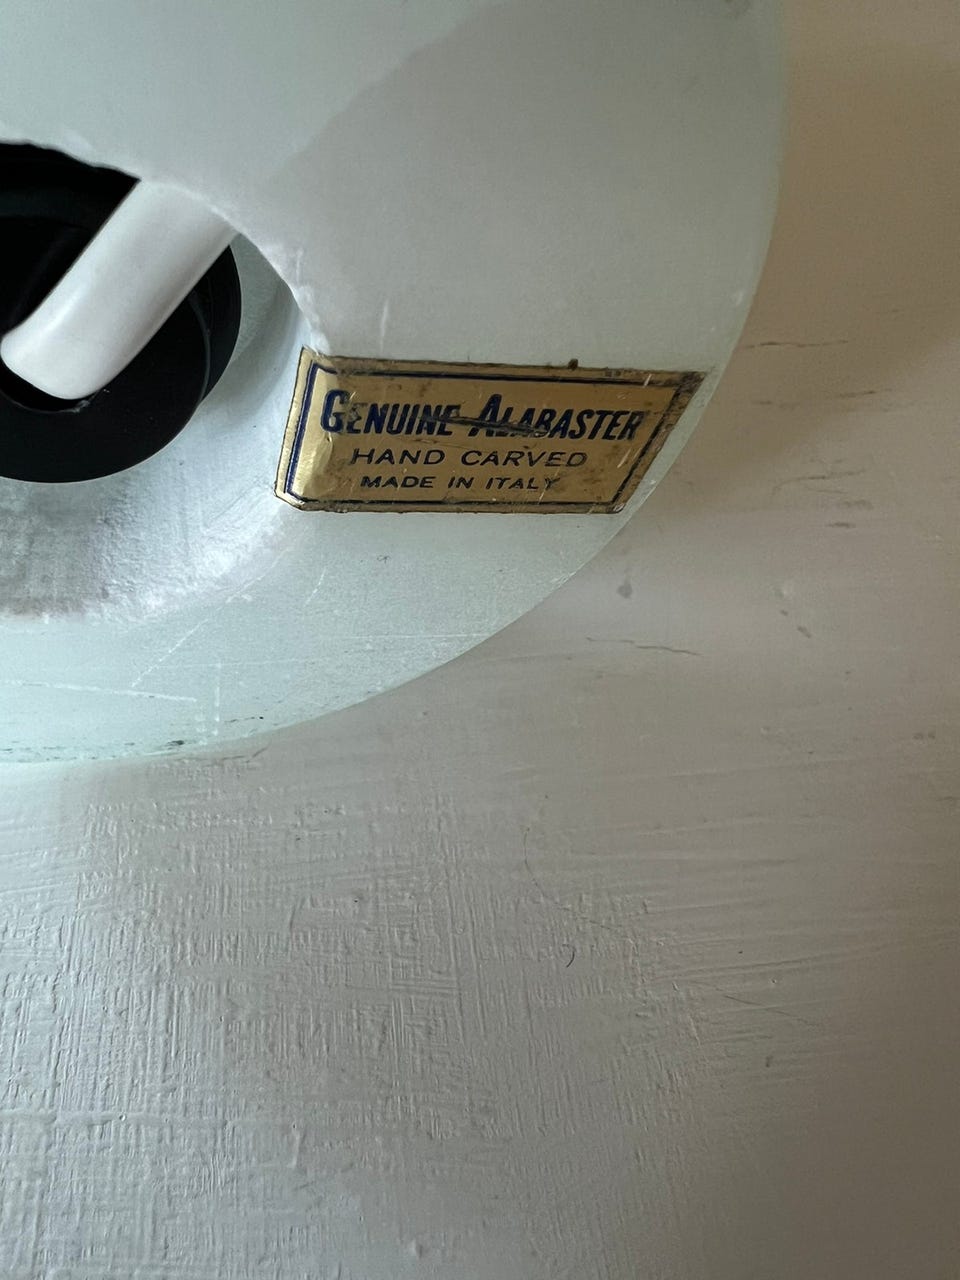 GENUINE ALABASTER
HAND CARVED
MADE IN ITALY